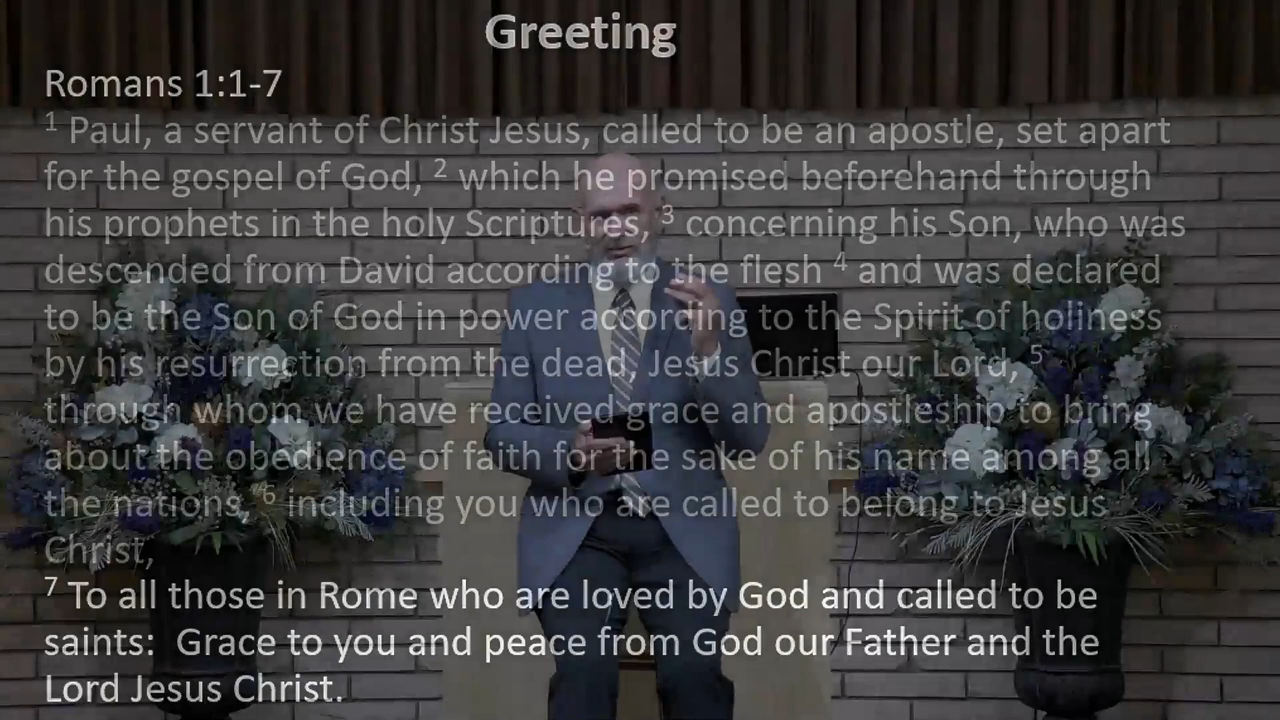 Greeting
Romans 1:1-7
1 Paul, a servant of Christ Jesus, called to be an apostle, set apart
for the gospel of God, 2 which he promised beforehand through
his prophets in the holy Scriptures, 3 concerning his Son, who was
descended from David according to the flesh 4 and was declared
to be the Son of God in power according to the Spirit of holiness
by his resurrection from the dead, Jesus Christ our Lord, 5
through whom we have received grace and apostleship to bring
about the obedience of faith for the sake of his name among all
the nations, 6 including you who are called to belong to Jesus
Christ,
7 To all those in Rome who are loved by God and called to be
saints:  Grace to you and peace from God our Father and the
Lord Jesus Christ.